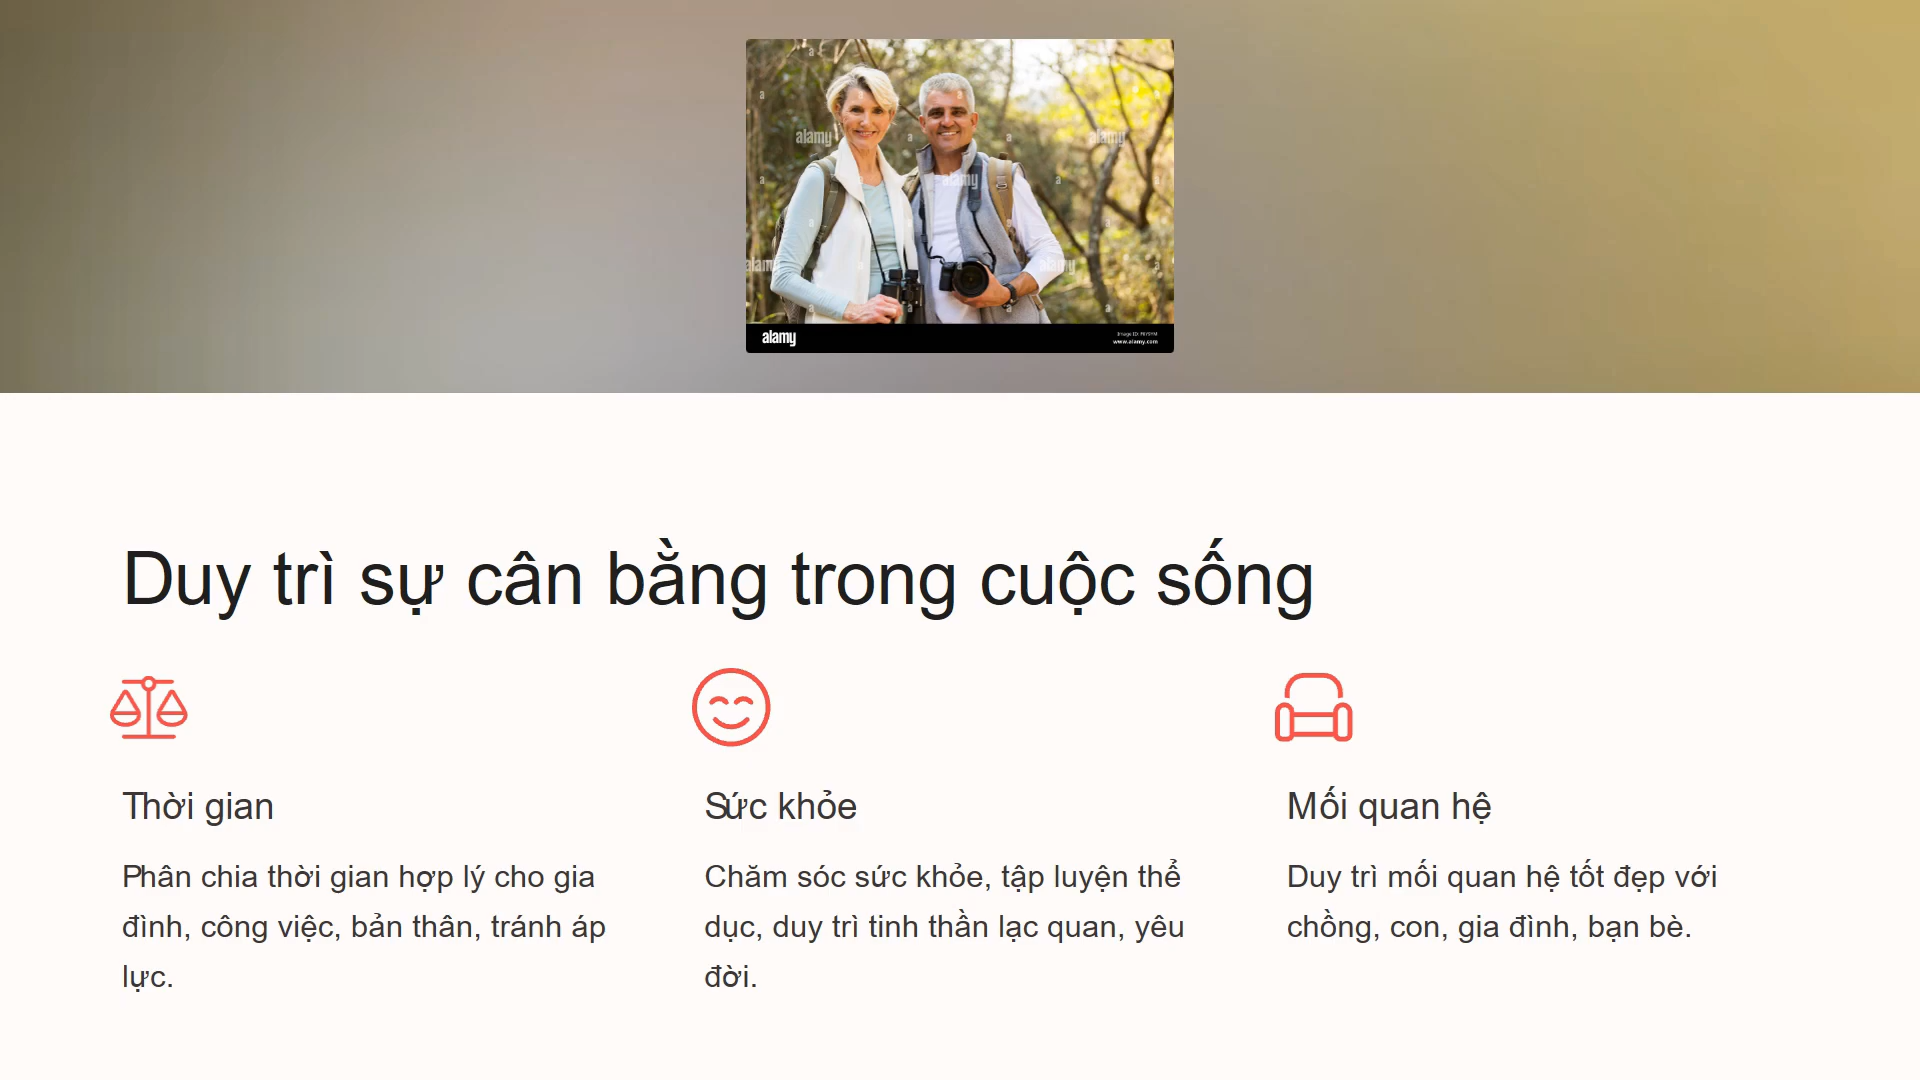 alamy
alamy
alamy
alamy
alamy
alamy
www.alamy.com
Duy trì sự cân bằng trong cuộc sống
Thời gian
Phân chia thời gian hợp lý cho gia
đình, công việc, bản thân, tránh áp
lực.
Sức khỏe
Chăm sóc sức khỏe, tập luyện thể
dục, duy trì tinh thần lạc quan, yêu
đời.
Mối quan hệ
Duy trì mối quan hệ tốt đẹp với
chồng, con, gia đình, bạn bè.